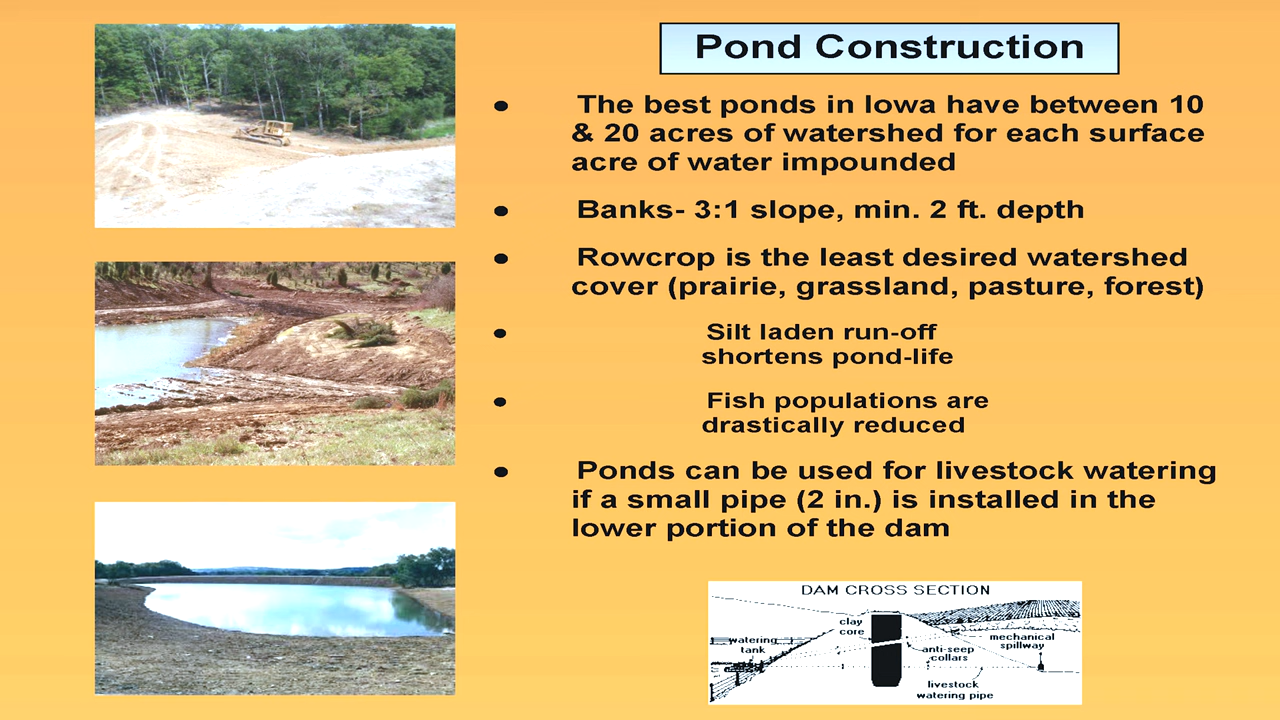 Pond Construction
• The best ponds in Iowa have between 10
& 20 acres of watershed for each surface
acre of water impounded
• Banks- 3:1 slope, min. 2 ft. depth
• Rowcrop is the least desired watershed
cover (prairie, grassland, pasture, forest)
• Silt laden run-off
shortens pond-life
• Fish populations are
drastically reduced
• Ponds can be used for livestock watering
if a small pipe (2 in.) is installed in the
lower portion of the dam
DAM CROSS SECTION
clay
core
watering
tank
anti-seep
collars
mechanical
spillway
livestock
watering pipe